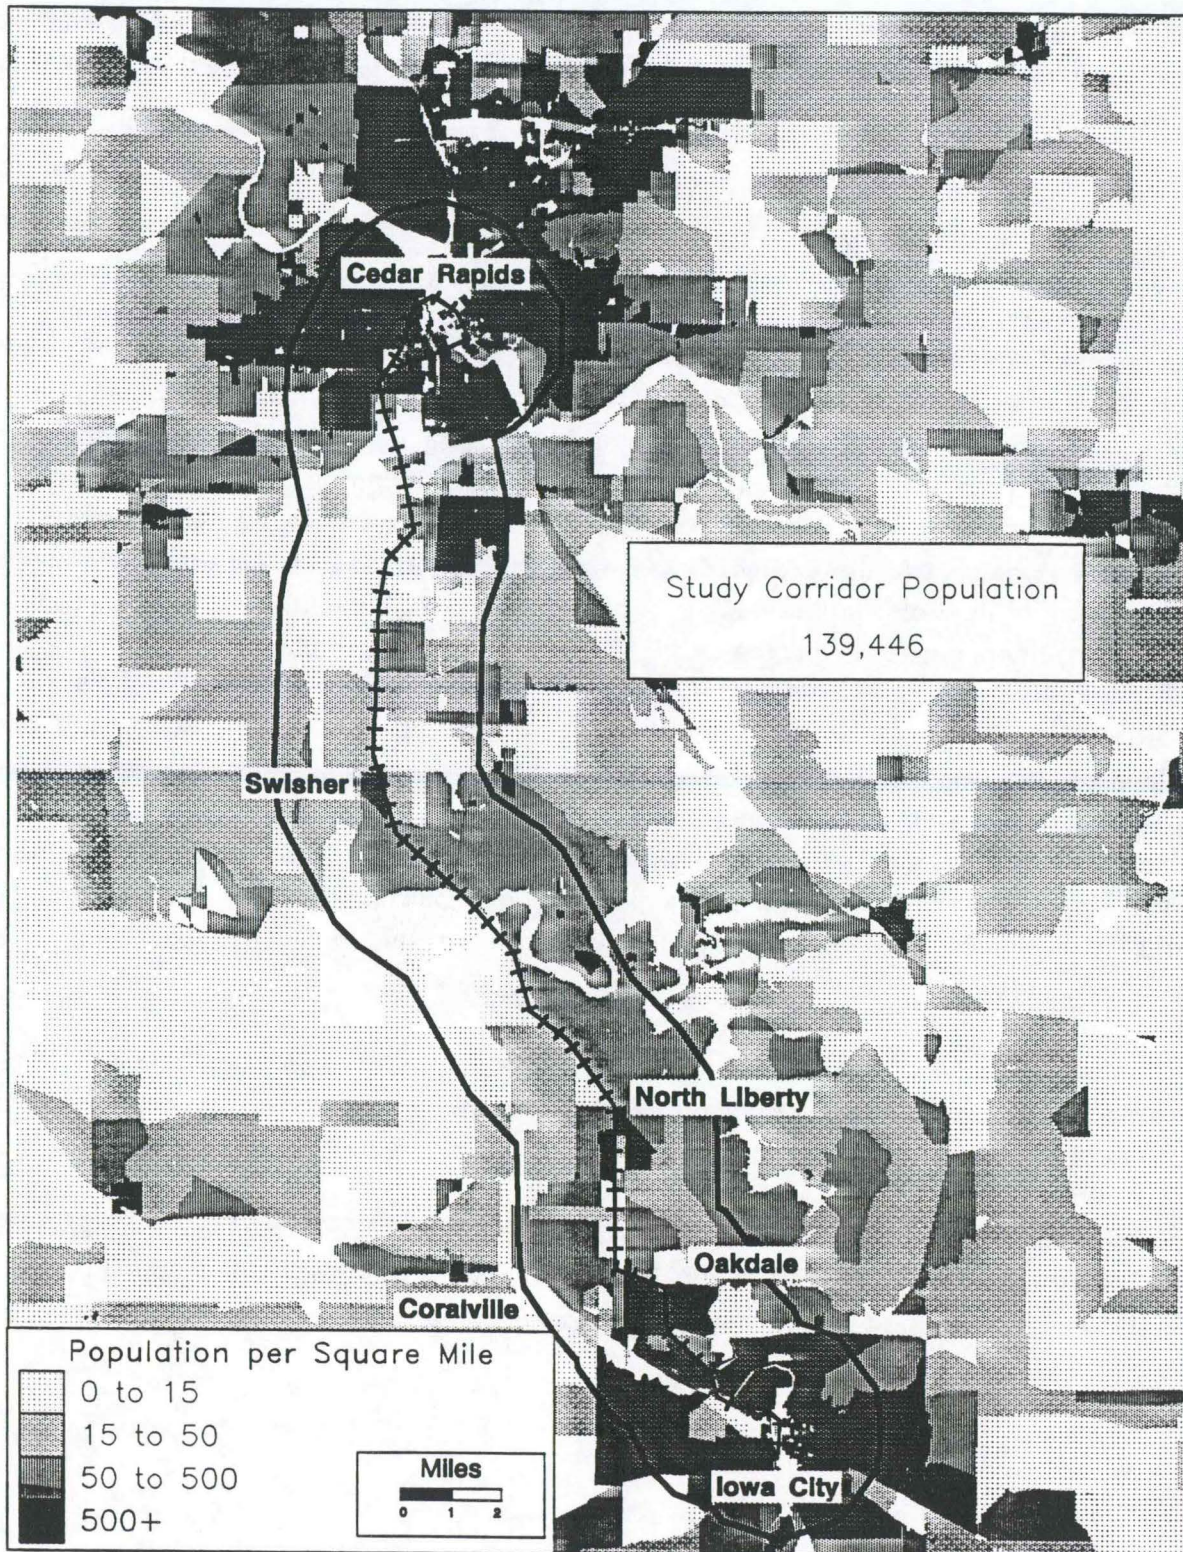 Cedar Rapids
Study Corridor Population
139,446
Swisher
North Liberty
Oakdale
Coralville
Iowa City
Population per Square Mile
0 to 15
15 to 50
50 to 500
500+
Miles
0 1 2